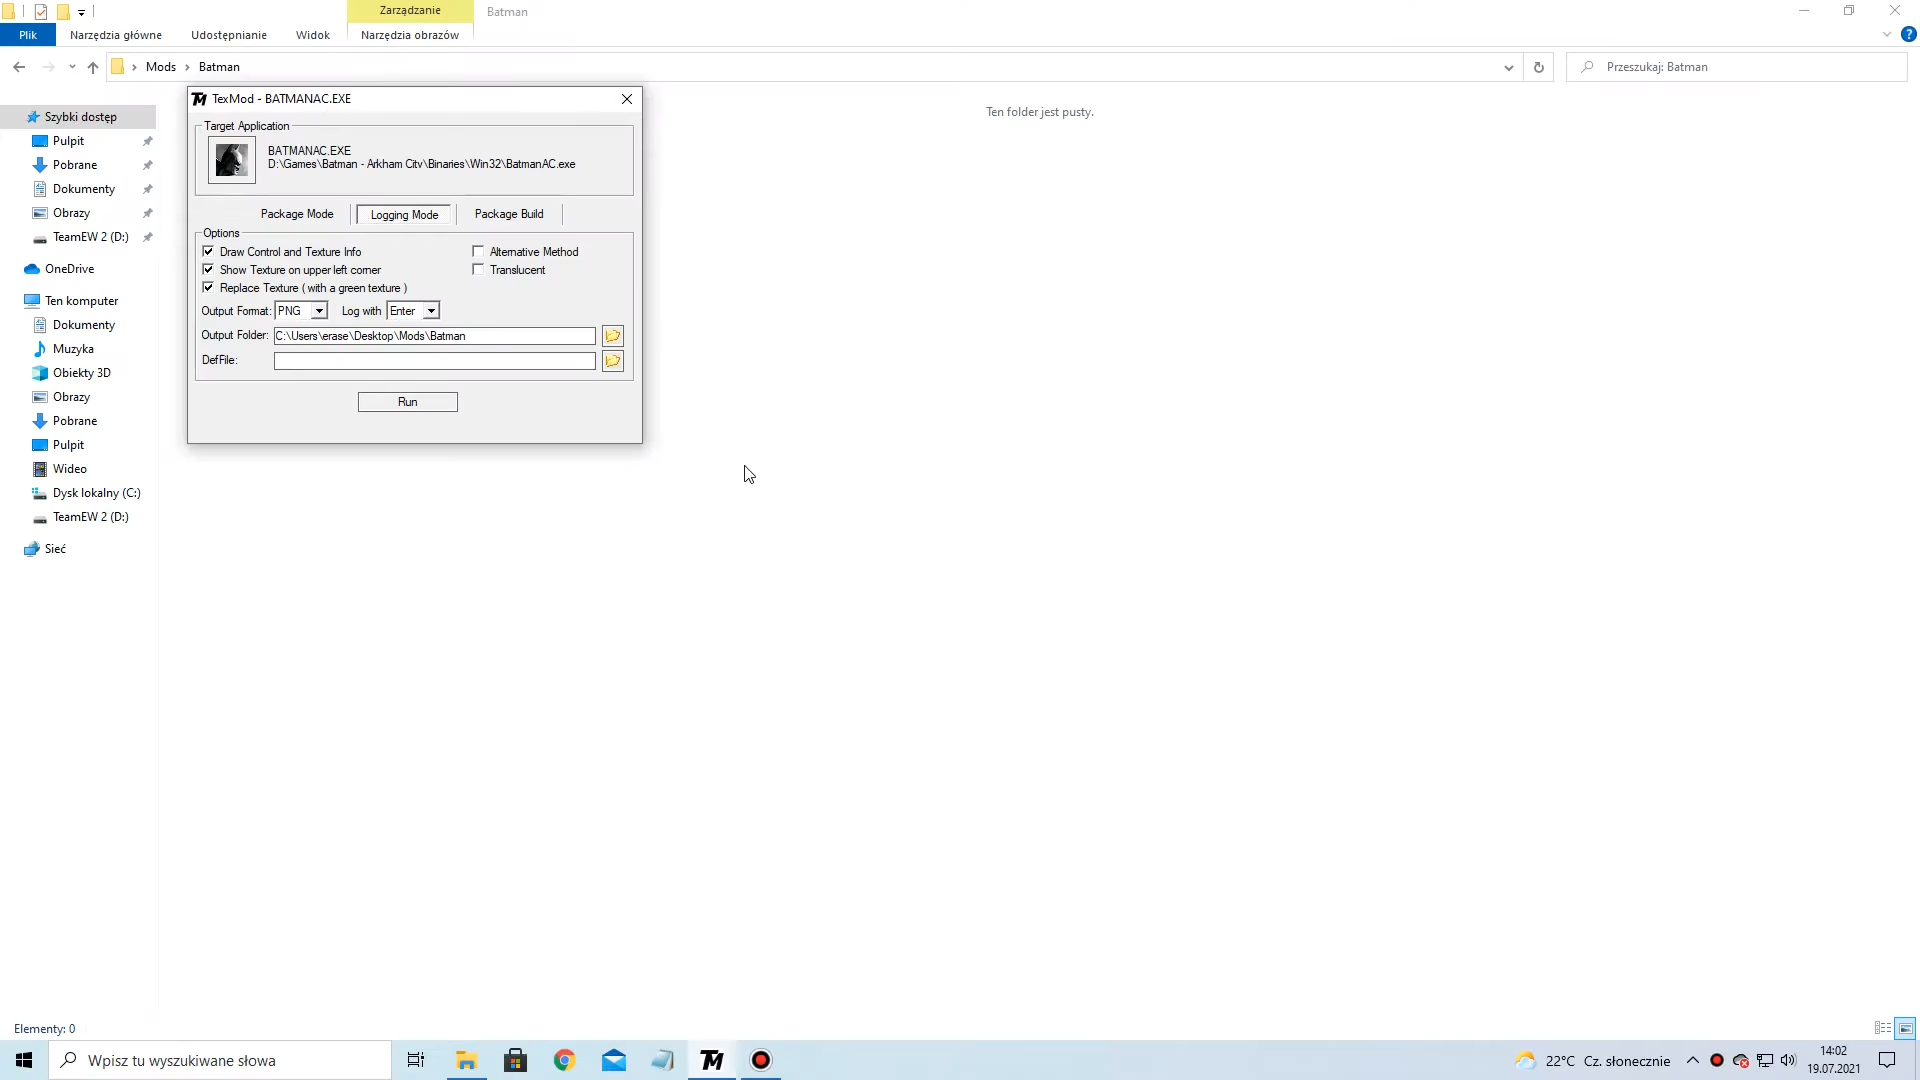 Zarządzanie
Batman
Plik
Narzędzia główne
Udostępnianie
Widok
Narzędzia obrazów
Mods
Batman
Przeszukaj: Batman
Ten folder jest pusty.
Szybki dostęp
Pulpit
Pobrane
Dokumenty
Obrazy
TeamEW 2 (D:)
OneDrive
Ten komputer
Dokumenty
Muzyka
Obiekty 3D
Obrazy
Pobrane
Pulpit
Wideo
Dysk lokalny (C:)
TeamEW 2 (D:)
Sieć
TexMod - BATMANAC.EXE
Target Application
BATMANAC.EXE
D:\Games\Batman - Arkham City\Binaries\Win32\BatmanAC.exe
Package Mode
Logging Mode
Package Build
Options
Draw Control and Texture Info
Alternative Method
Show Texture on upper left corner
Translucent
Replace Texture ( with a green texture )
Output Format: PNG
Log with Enter
Output Folder: C:\Users\erase\Desktop\Mods\Batman
DefFile:
Run
Elementy: 0
Wpisz tu wyszukiwane słowa
22°C Cz. słonecznie
14:02
19.07.2021